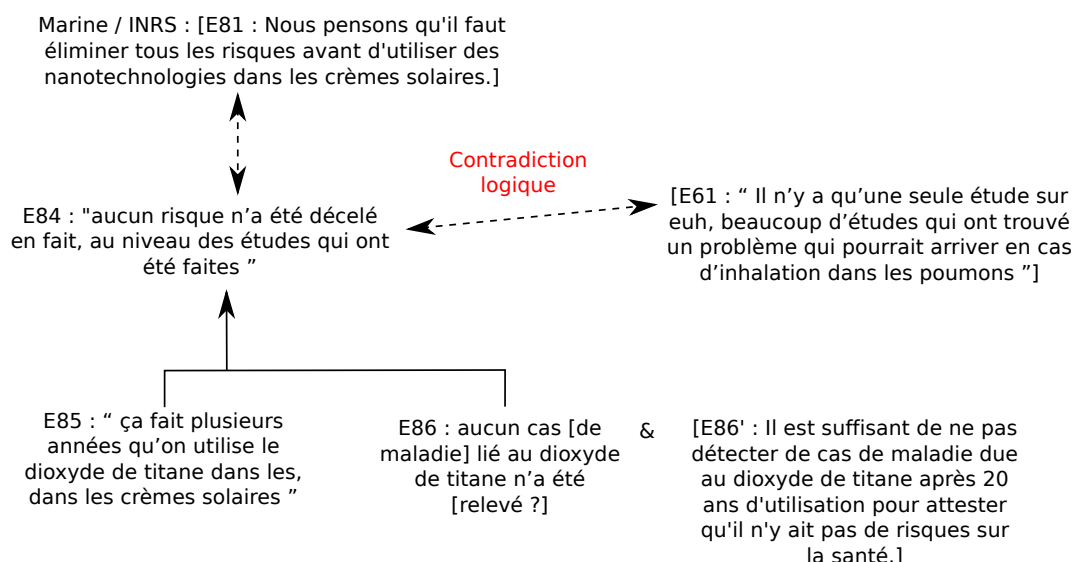 Marine / INRS : [E81 : Nous pensons qu'il faut
éliminer tous les risques avant d'utiliser des
nanotechnologies dans les crèmes solaires.]
Contradiction
logique
E84 : "aucun risque n’a été décelé
en fait, au niveau des études qui ont
été faites ”
[E61 : “ Il n’y a qu’une seule étude sur
euh, beaucoup d’études qui ont trouvé
un problème qui pourrait arriver en cas
d’inhalation dans les poumons ”]
E85 : “ ça fait plusieurs
années qu’on utilise le
dioxyde de titane dans les,
dans les crèmes solaires ”
E86 : aucun cas [de
maladie] lié au dioxyde
de titane n’a été
[relevé ?]
&
[E86' : Il est suffisant de ne pas
détecter de cas de maladie due
au dioxyde de titane après 20
ans d'utilisation pour attester
qu'il n'y ait pas de risques sur
la santé.]